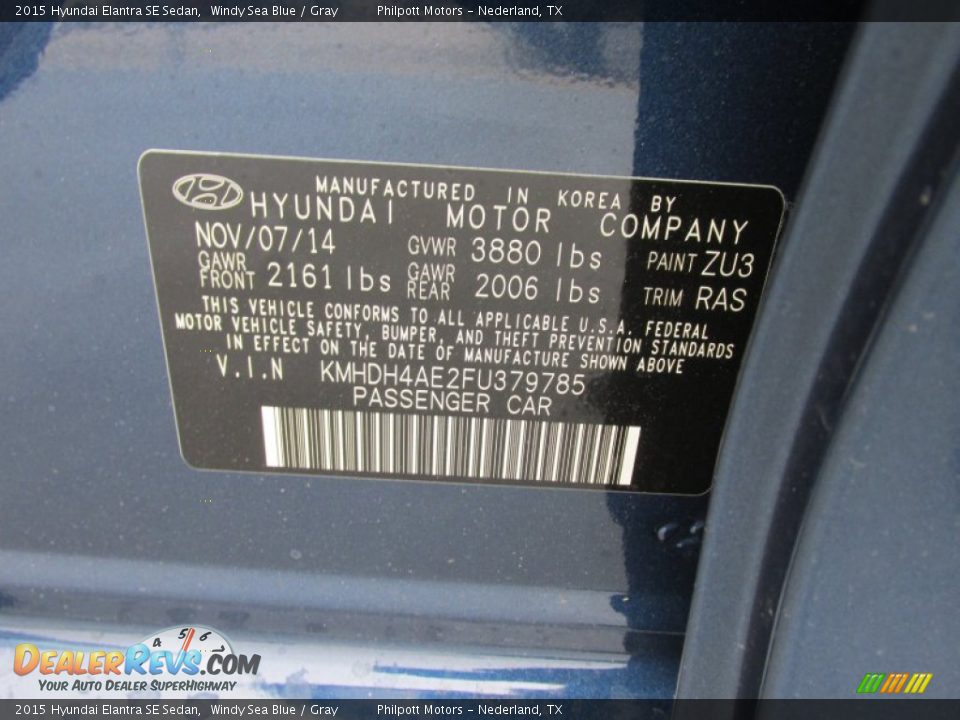 2015 Hyundai Elantra SE Sedan,  Windy Sea Blue / Gray        Philpott Motors - Nederland, TX
MANUFACTURED IN KOREA BY
HYUNDAI MOTOR COMPANY
NOV/07/14 GVWR 3880 lbs PAINT ZU3
GAWR FRONT 2161 lbs GAWR REAR 2006 lbs TRIM RAS
THIS VEHICLE CONFORMS TO ALL APPLICABLE U.S.A. FEDERAL
MOTOR VEHICLE SAFETY, BUMPER, AND THEFT PREVENTION STANDARDS
IN EFFECT ON THE DATE OF MANUFACTURE SHOWN ABOVE
V.I.N KMHDH4AE2FU379785
PASSENGER CAR
4 5 6
DealerRevs.com
Your Auto Dealer SuperHighway
2015 Hyundai Elantra SE Sedan,  Windy Sea Blue / Gray        Philpott Motors - Nederland, TX